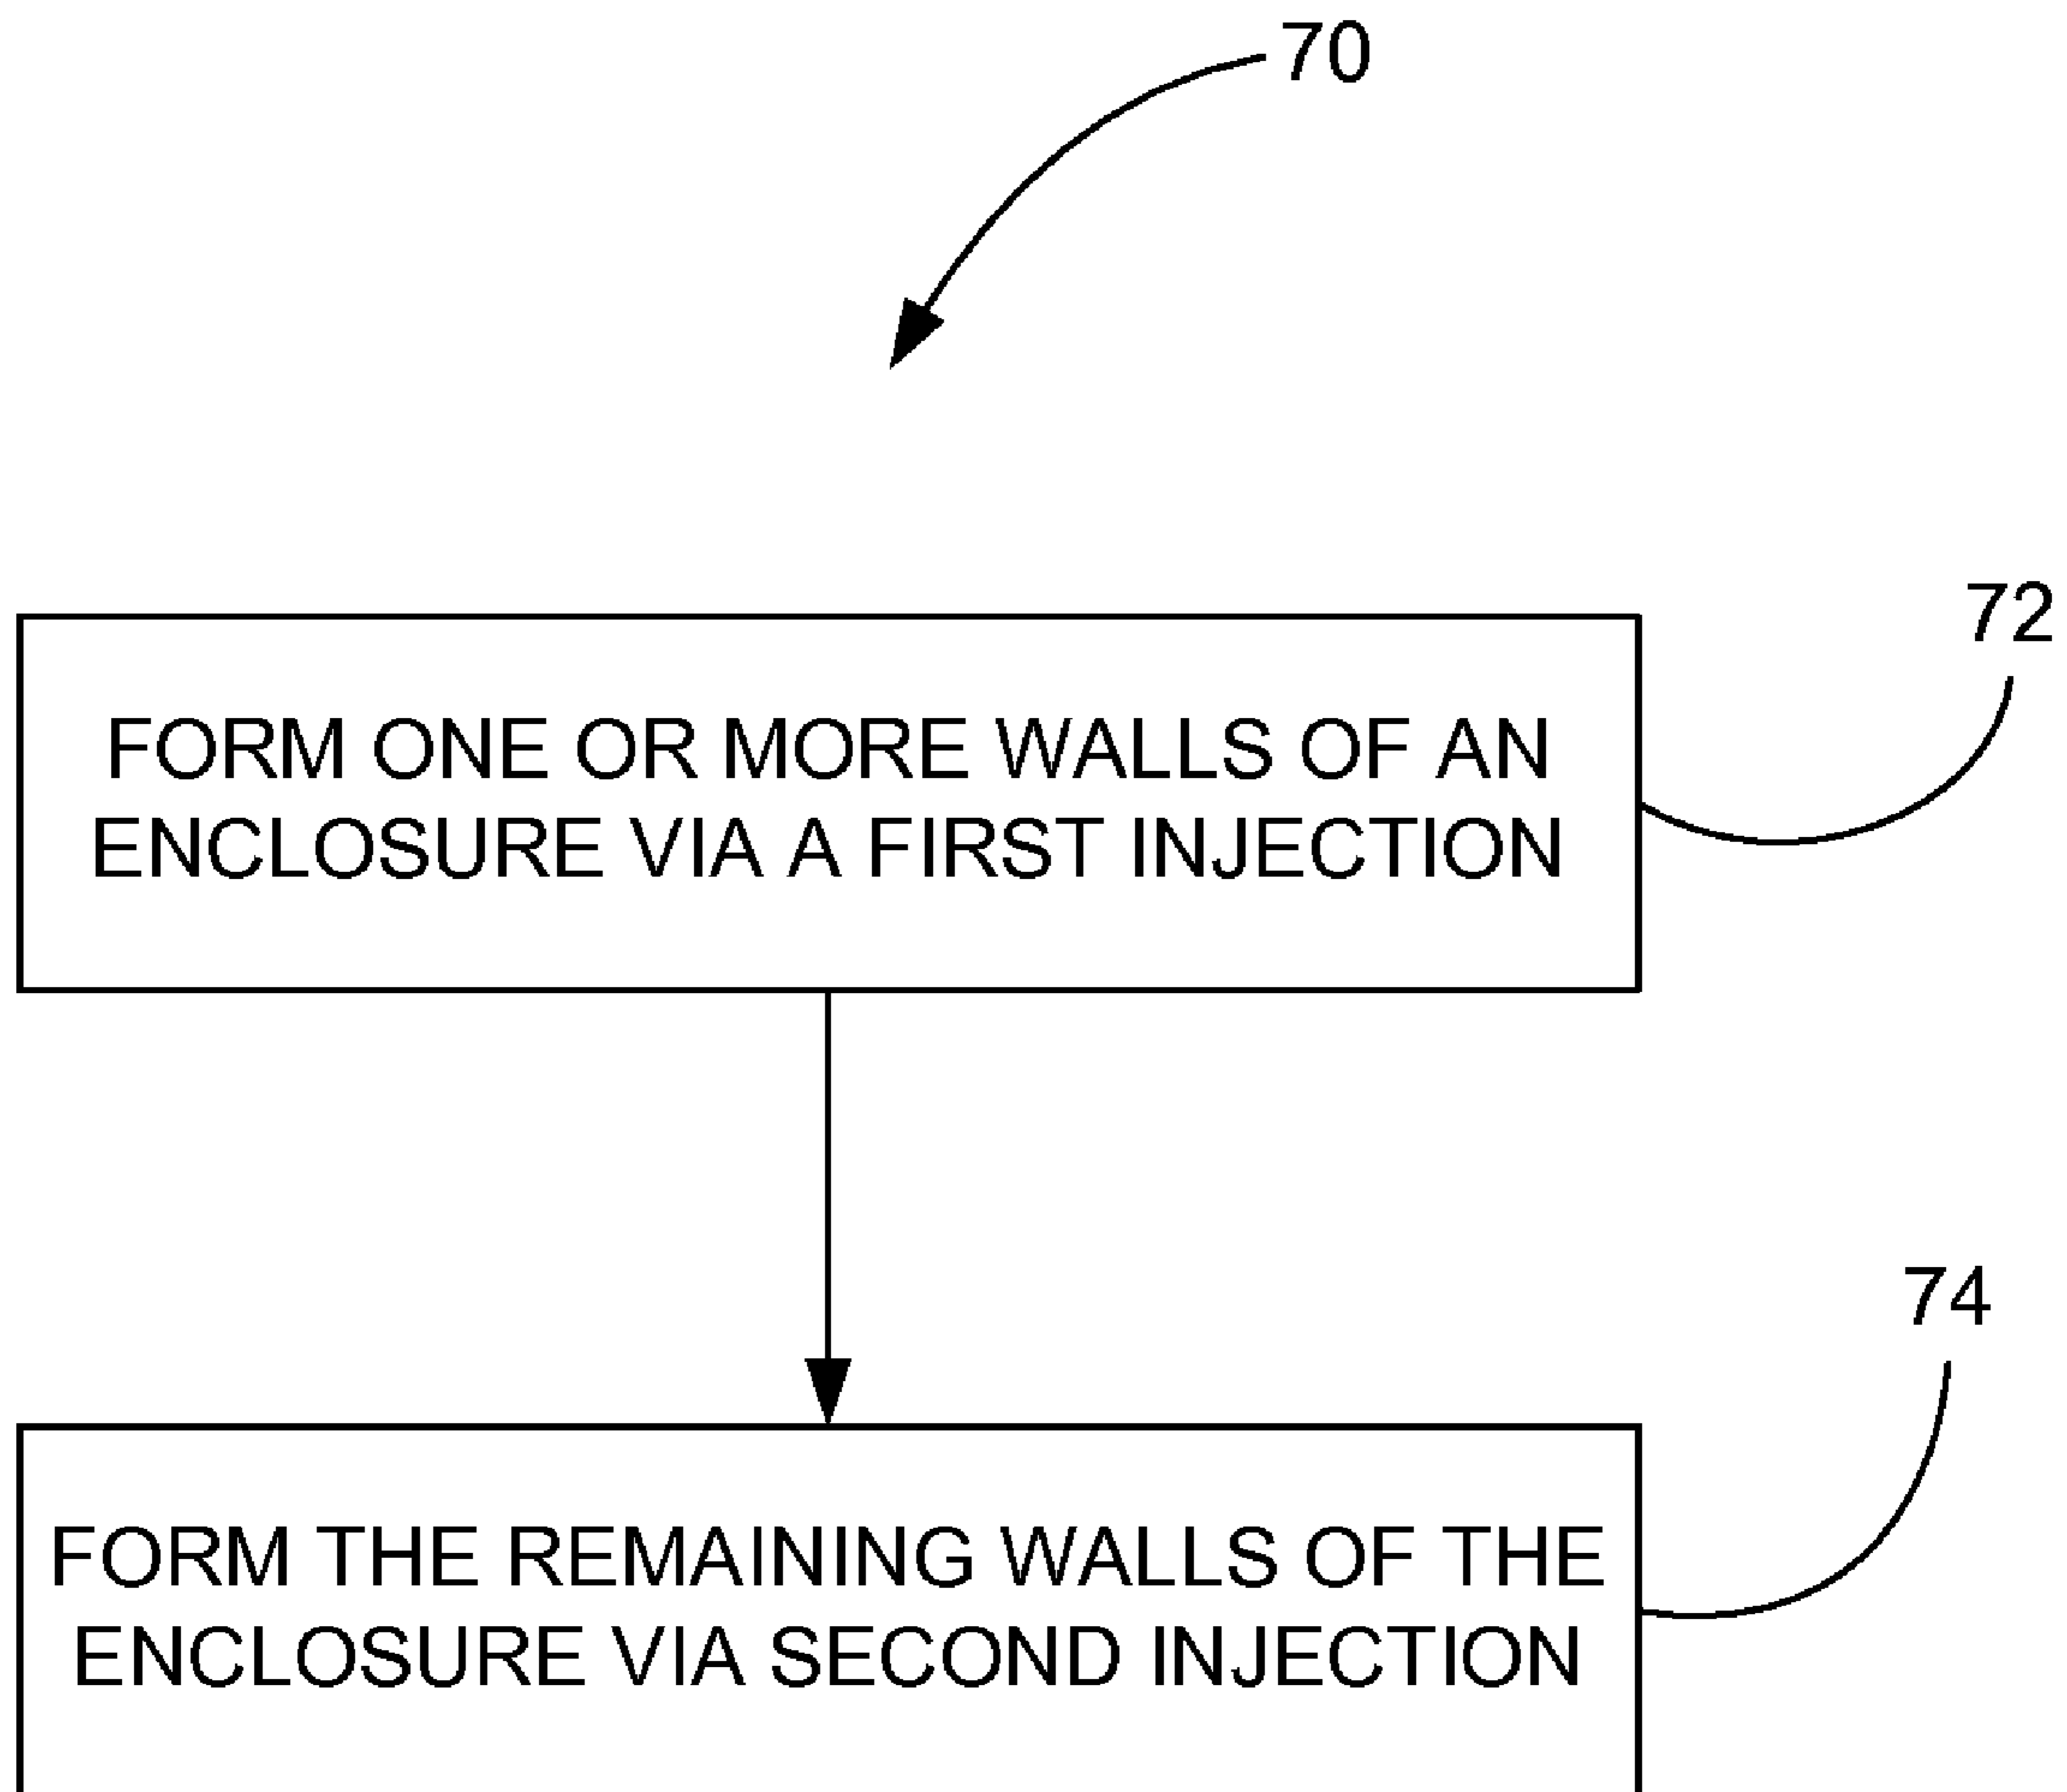 70
72
FORM ONE OR MORE WALLS OF AN
ENCLOSURE VIA A FIRST INJECTION
74
FORM THE REMAINING WALLS OF THE
ENCLOSURE VIA SECOND INJECTION